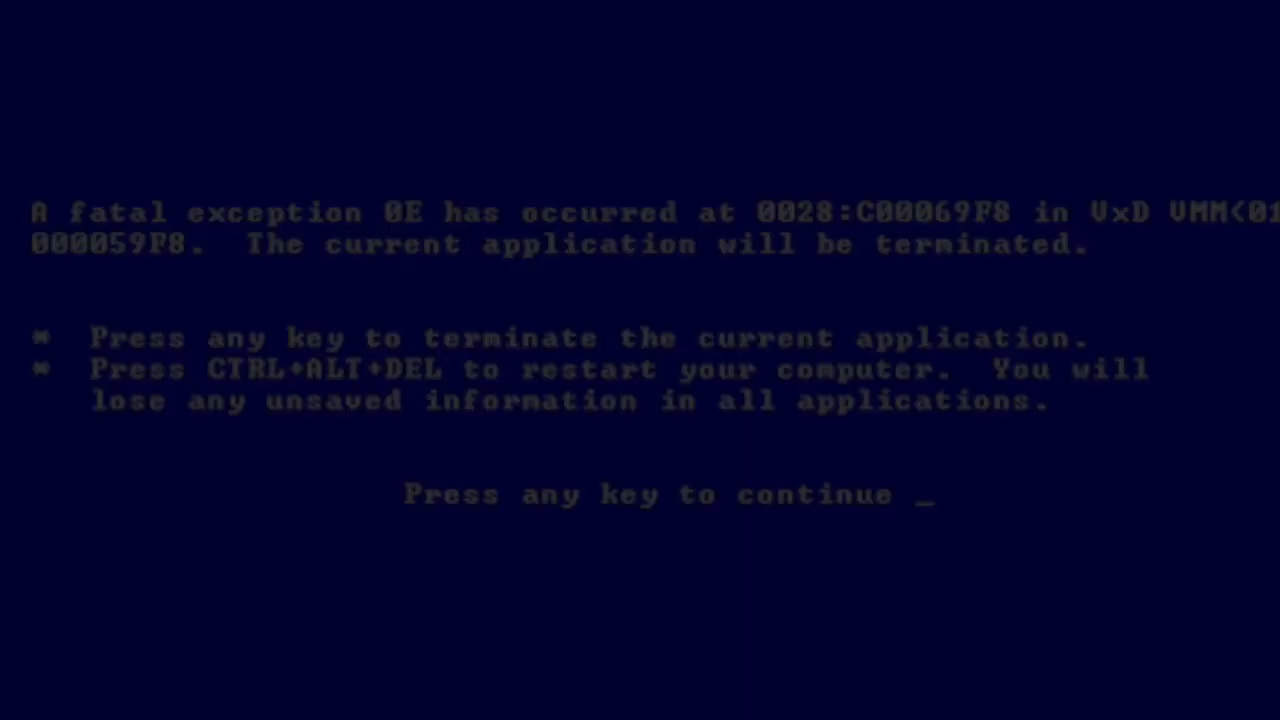 A fatal exception 0E has occurred at 0028:C00069F8 in VxD VMM(01
000059F8.  The current application will be terminated.
*  Press any key to terminate the current application.
*  Press CTRL+ALT+DEL to restart your computer.  You will
lose any unsaved information in all applications.
Press any key to continue _